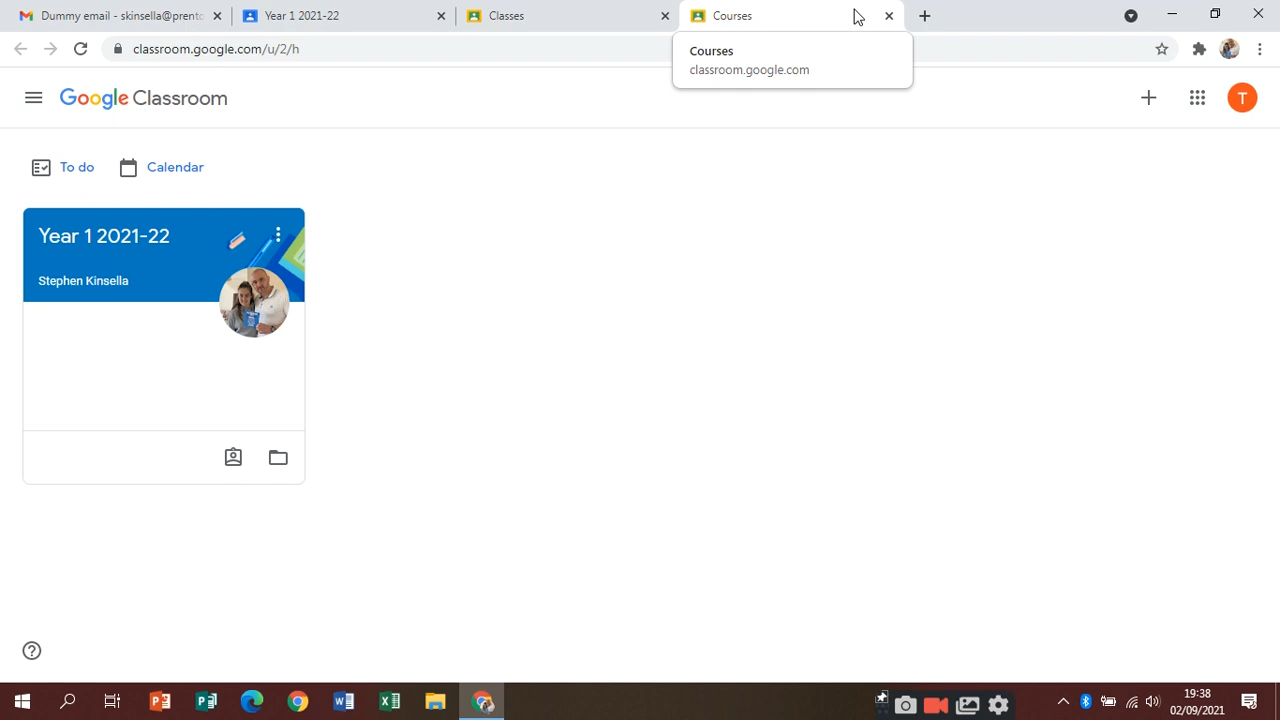 Dummy email - skinsella@prento
Year 1 2021-22
Classes
Courses
classroom.google.com/u/2/h
Courses
classroom.google.com
Google Classroom
T
To do
Calendar
Year 1 2021-22
Stephen Kinsella
19:38
02/09/2021